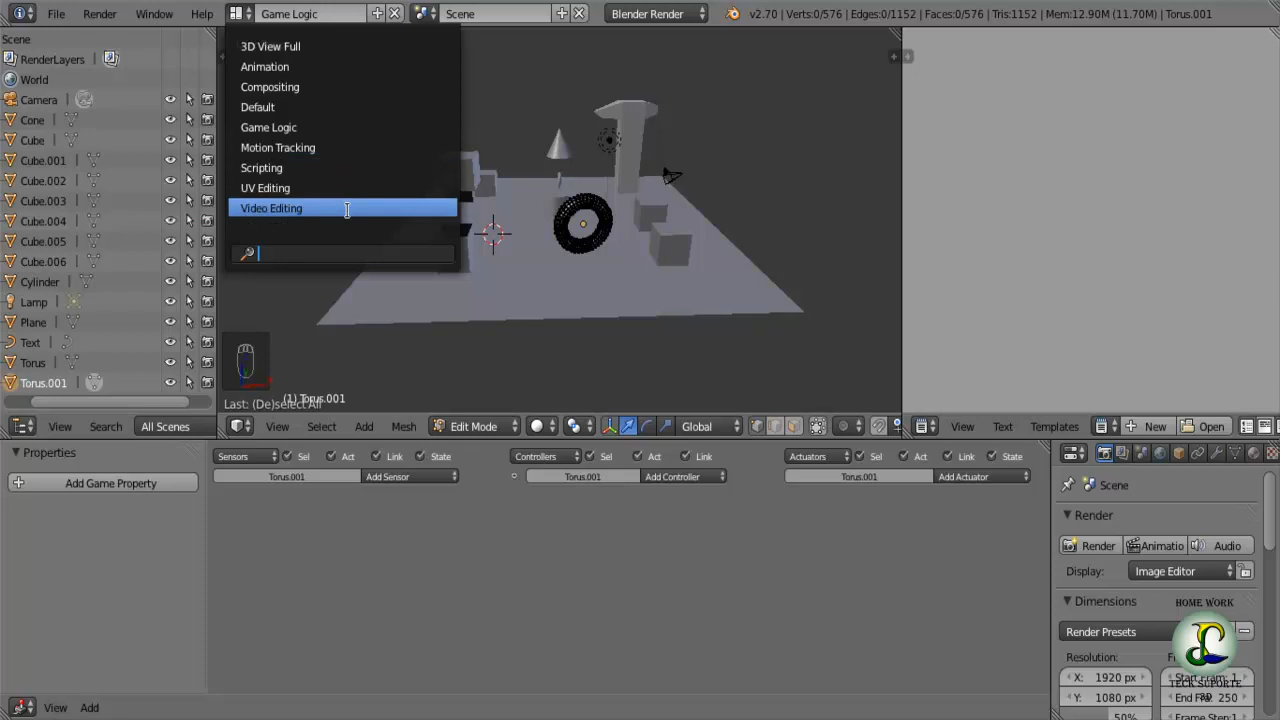 File Render Window Help Game Logic Scene Blender Render v2.70 | Verts:0/576 | Edges:0/1152 | Faces:0/576 | Tris:1152 | Mem:12.90M (11.70M) | Torus.001
Scene
RenderLayers
World
Camera
Cone
Cube
Cube.001
Cube.002
Cube.003
Cube.004
Cube.005
Cube.006
Cylinder
Lamp
Plane
Text
Torus
Torus.001
View Search All Scenes
3D View Full
Animation
Compositing
Default
Game Logic
Motion Tracking
Scripting
UV Editing
Video Editing
(1) Torus.001
Last: (De)select All
View Select Add Mesh Edit Mode Global
View Text Templates New Open
Properties
Add Game Property
Sensors Sel Act Link State
Torus.001 Add Sensor
Controllers Sel Act Link
Torus.001 Add Controller
Actuators Sel Act Link State
Torus.001 Add Actuator
Scene
Render
Render Animatio Audio
Display: Image Editor
Dimensions
HOME WORK
Render Presets
Resolution:
X: 1920 px
Y: 1080 px
50%
Start Fram: 1
End Fra: 250
Frame Step:1
TECK SUPORTE
View Add